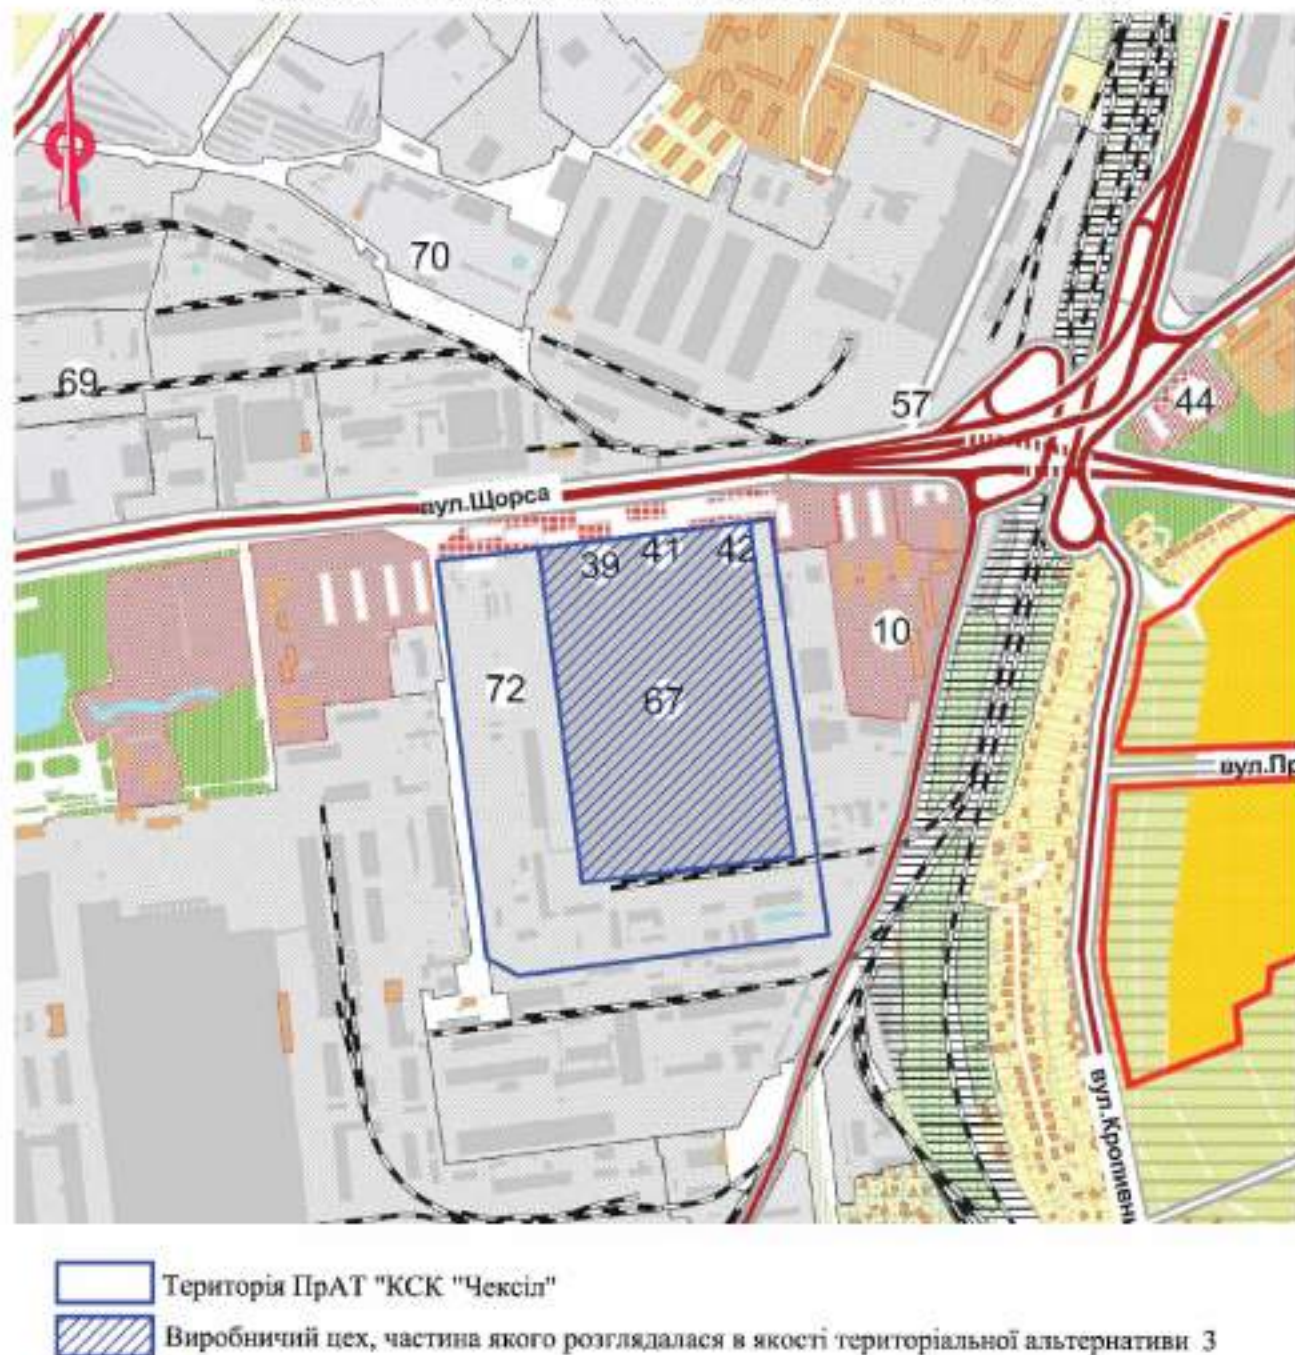 70
69
57
44
вул.Щорса
39
41
42
10
72
67
вул.Пр
вул.Кропивн
Територія ПрАТ "КСК "Чексіл"
Виробничий цех, частина якого розглядалася в якості територіальної альтернативи 3